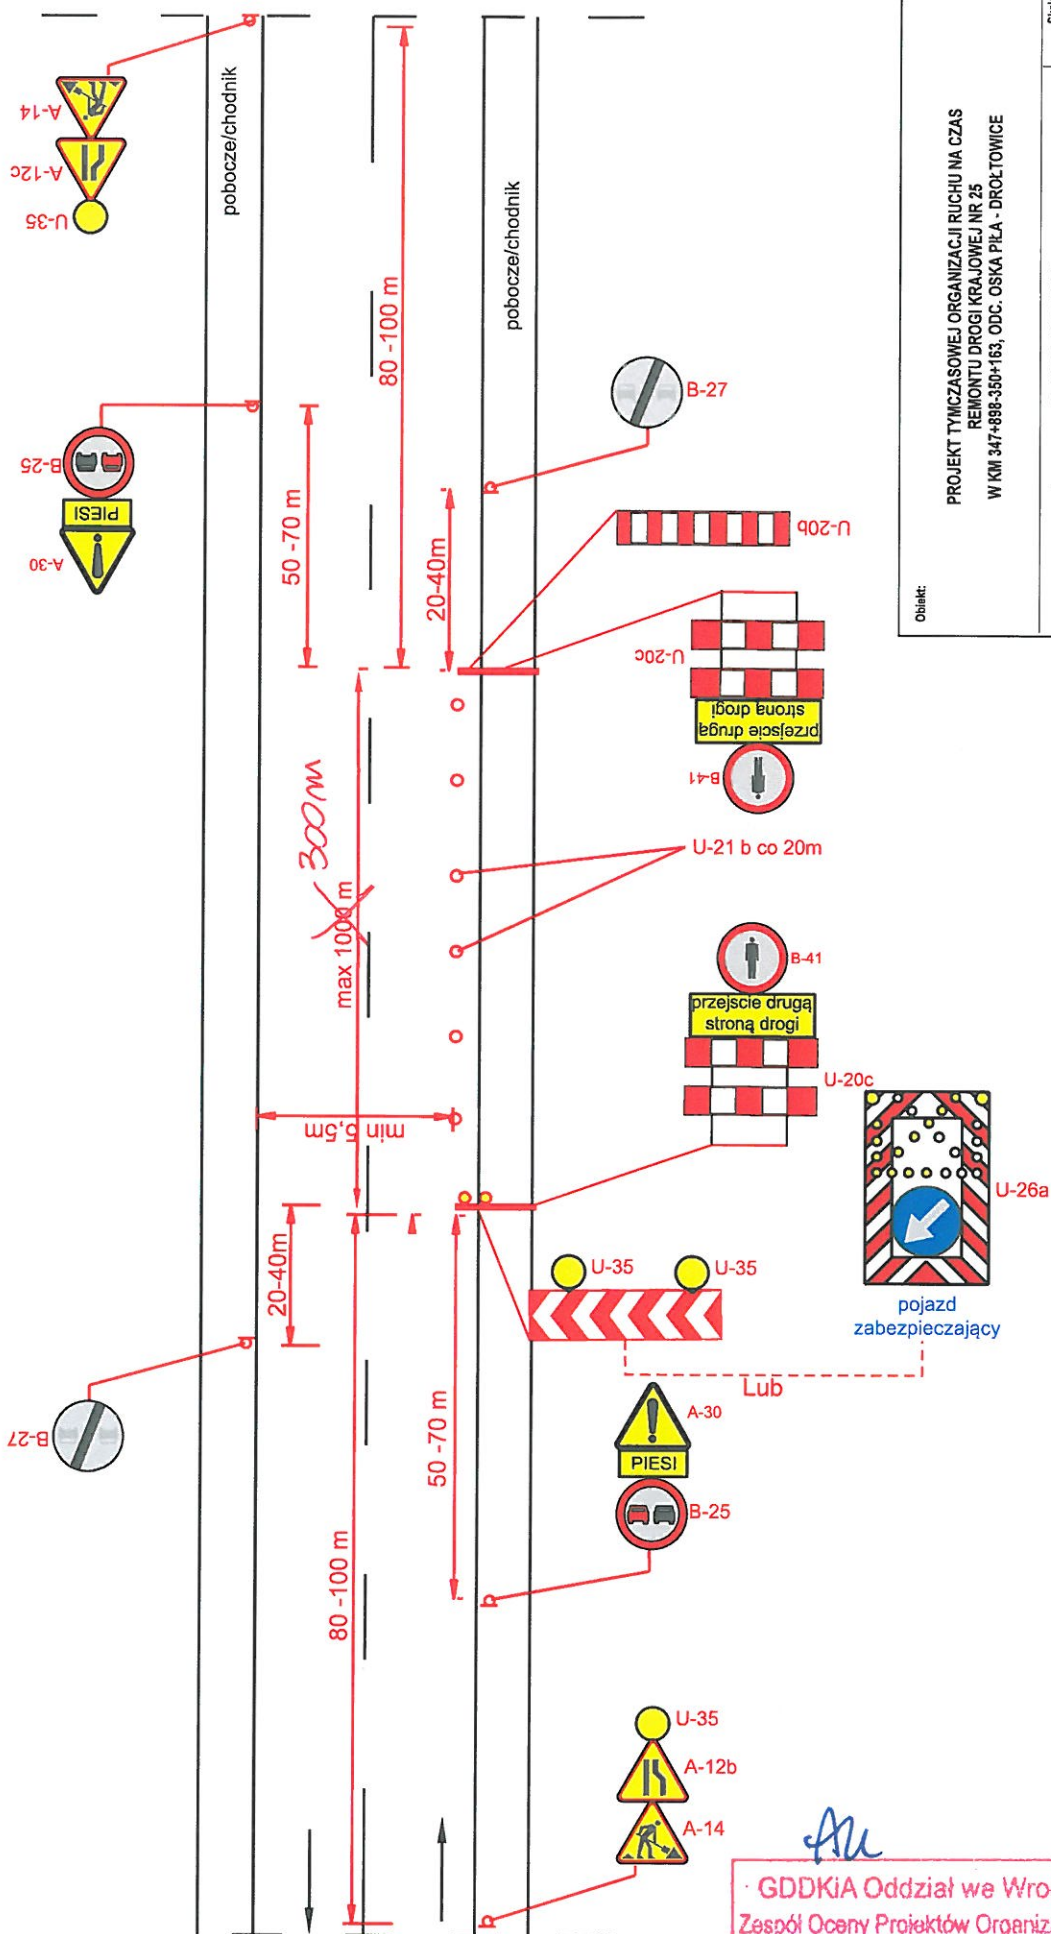 A-14
A-12c
U-35
pobocze/chodnik
80 -100 m
pobocze/chodnik
B-25
PIESI
A-30
50 -70 m
20-40m
B-27
U-20b
U-20c
przejscie drugą
stroną drogi
B-41
300m
max 1000 m
U-21 b co 20m
B-41
przejscie drugą
stroną drogi
U-20c
min 5,5m
U-26a
pojazd
zabezpieczający
U-35
U-35
Lub
20-40m
B-27
50 -70 m
A-30
PIESI
B-25
80 -100 m
U-35
A-12b
A-14
Obiekt:
PROJEKT TYMCZASOWEJ ORGANIZACJI RUCHU NA CZAS
REMONTU DROGI KRAJOWEJ NR 25
W KM 347+898-350+163, ODC. OSKA PIŁA - DROŁTOWICE
GDDKiA Oddział we Wro
Zespół Oceny Projektów Organiz